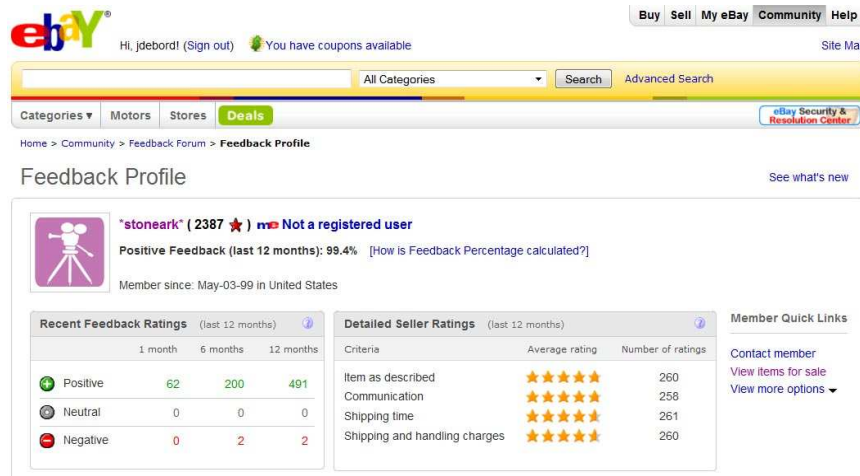 ebaY®
Buy Sell My eBay Community Help
Hi, jdebord! (Sign out) You have coupons available
Site Ma
All Categories Search Advanced Search
Categories ▾ Motors Stores Deals
eBay Security &
Resolution Center
Home > Community > Feedback Forum > Feedback Profile
Feedback Profile
See what's new
*stoneark* ( 2387 ) me Not a registered user
Positive Feedback (last 12 months): 99.4% [How is Feedback Percentage calculated?]
Member since: May-03-99 in United States
Recent Feedback Ratings (last 12 months) ?
1 month 6 months 12 months
Positive 62 200 491
Neutral 0 0 0
Negative 0 2 2
Detailed Seller Ratings (last 12 months) ?
Criteria Average rating Number of ratings
Item as described 260
Communication 258
Shipping time 261
Shipping and handling charges 260
Member Quick Links
Contact member
View items for sale
View more options